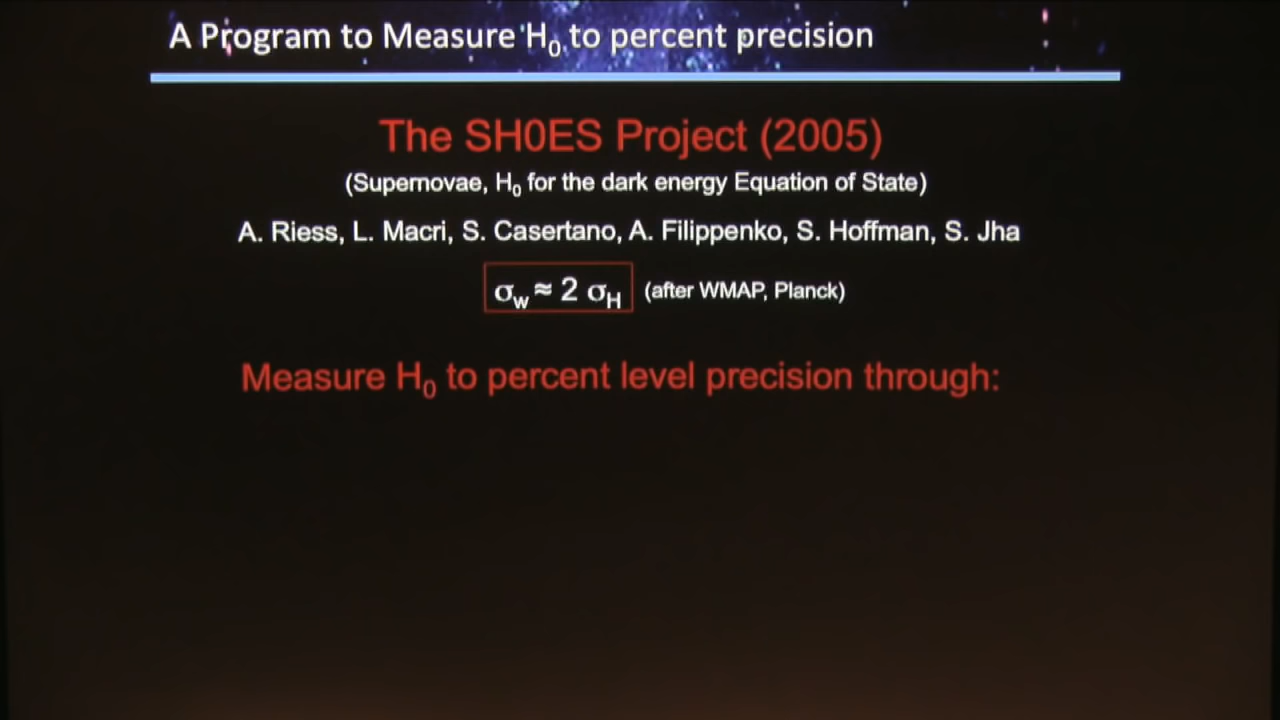 A Program to Measure H₀ to percent precision
The SH0ES Project (2005)
(Supernovae, H₀ for the dark energy Equation of State)
A. Riess, L. Macri, S. Casertano, A. Filippenko, S. Hoffman, S. Jha
σw ≈ 2 σH (after WMAP, Planck)
Measure H₀ to percent level precision through: